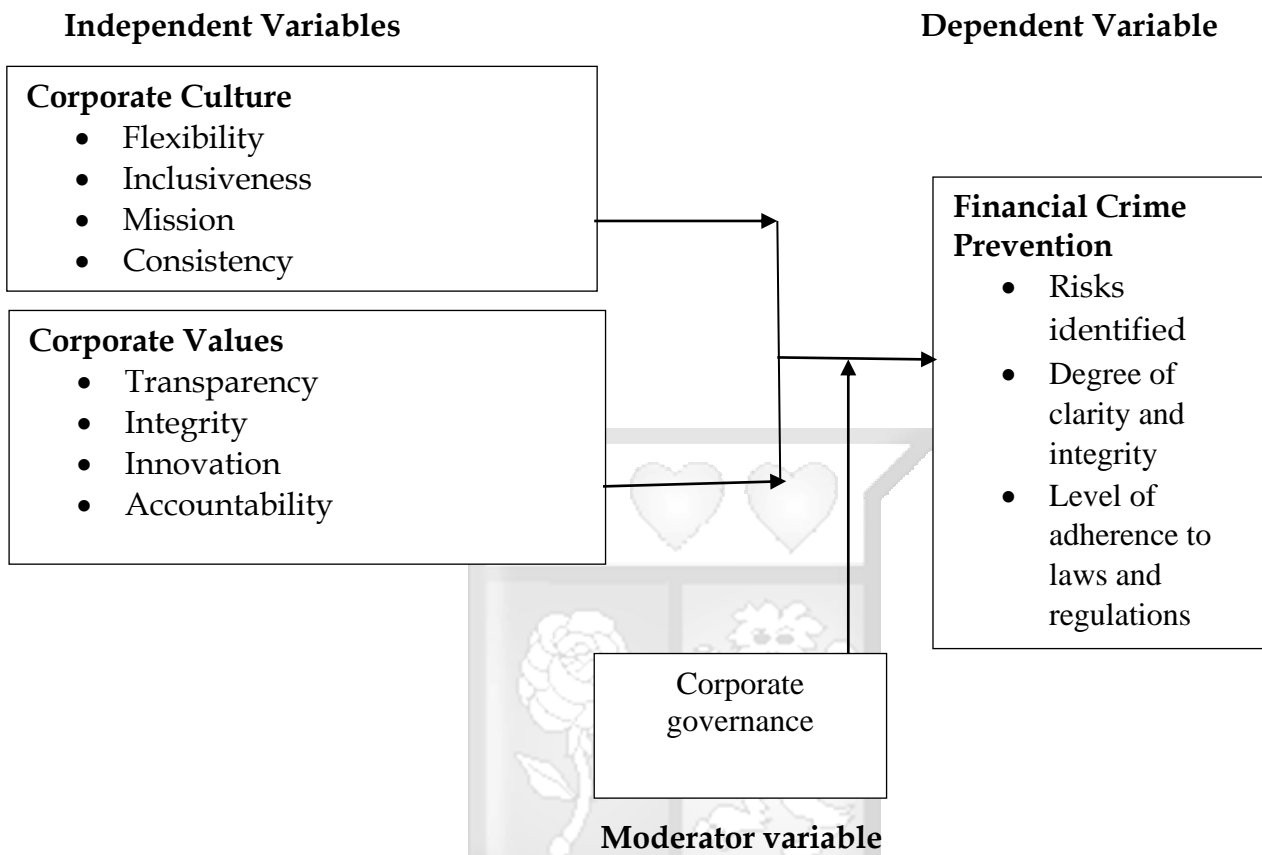 Independent Variables
Dependent Variable
Corporate Culture
• Flexibility
• Inclusiveness
• Mission
• Consistency
Corporate Values
• Transparency
• Integrity
• Innovation
• Accountability
Financial Crime
Prevention
• Risks
identified
• Degree of
clarity and
integrity
• Level of
adherence to
laws and
regulations
Corporate
governance
Moderator variable